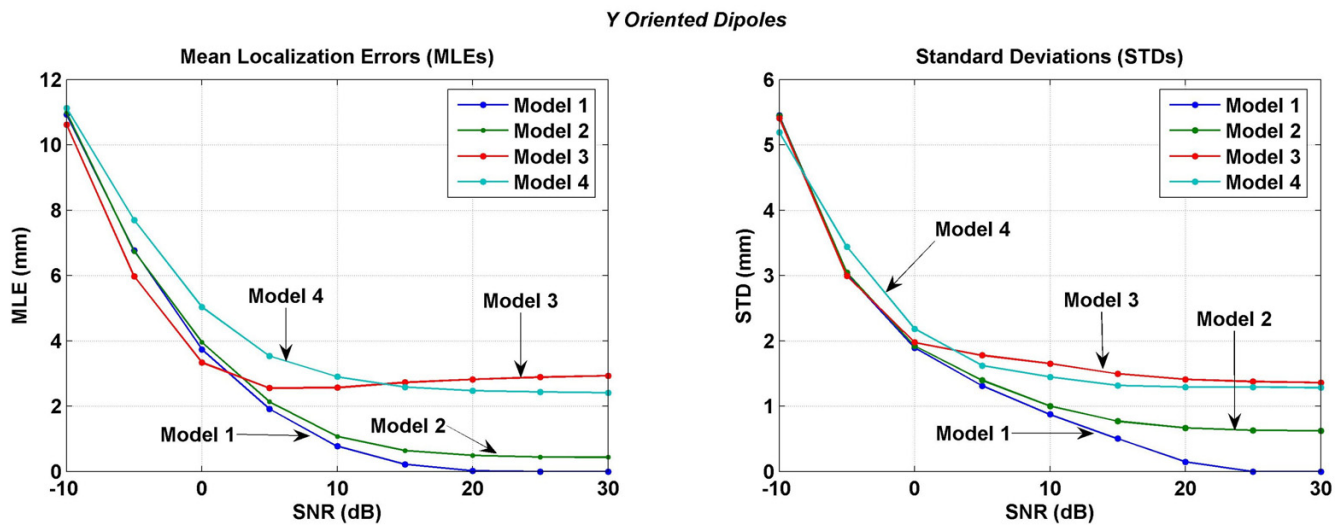 Y Oriented Dipoles
Mean Localization Errors (MLEs)
12
10
8
6
4
2
0
-10
0
10
20
30
MLE (mm)
SNR (dB)
Model 1
Model 2
Model 3
Model 4
Model 4
Model 3
Model 1
Model 2
Standard Deviations (STDs)
6
5
4
3
2
1
0
-10
0
10
20
30
STD (mm)
SNR (dB)
Model 1
Model 2
Model 3
Model 4
Model 4
Model 3
Model 2
Model 1